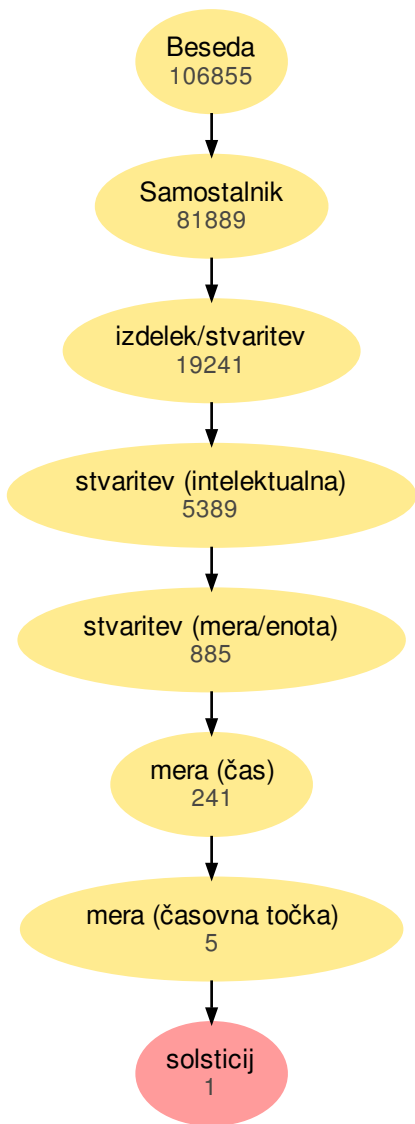 Beseda
106855
Samostalnik
81889
izdelek/stvaritev
19241
stvaritev (intelektualna)
5389
stvaritev (mera/enota)
885
mera (čas)
241
mera (časovna točka)
5
solsticij
1